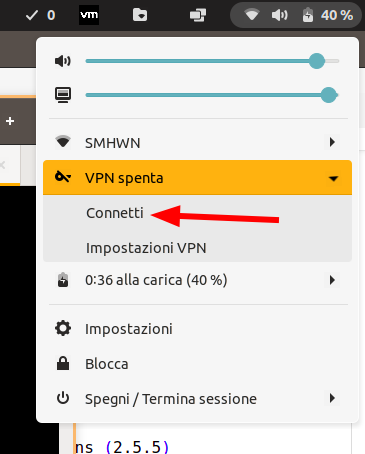 ✓ 0 vm 40 %
+
SMHWN
×
VPN spenta
Connetti
Impostazioni VPN
0:36 alla carica (40 %)
Impostazioni
Blocca
Spegni / Termina sessione
ns (2.5.5)